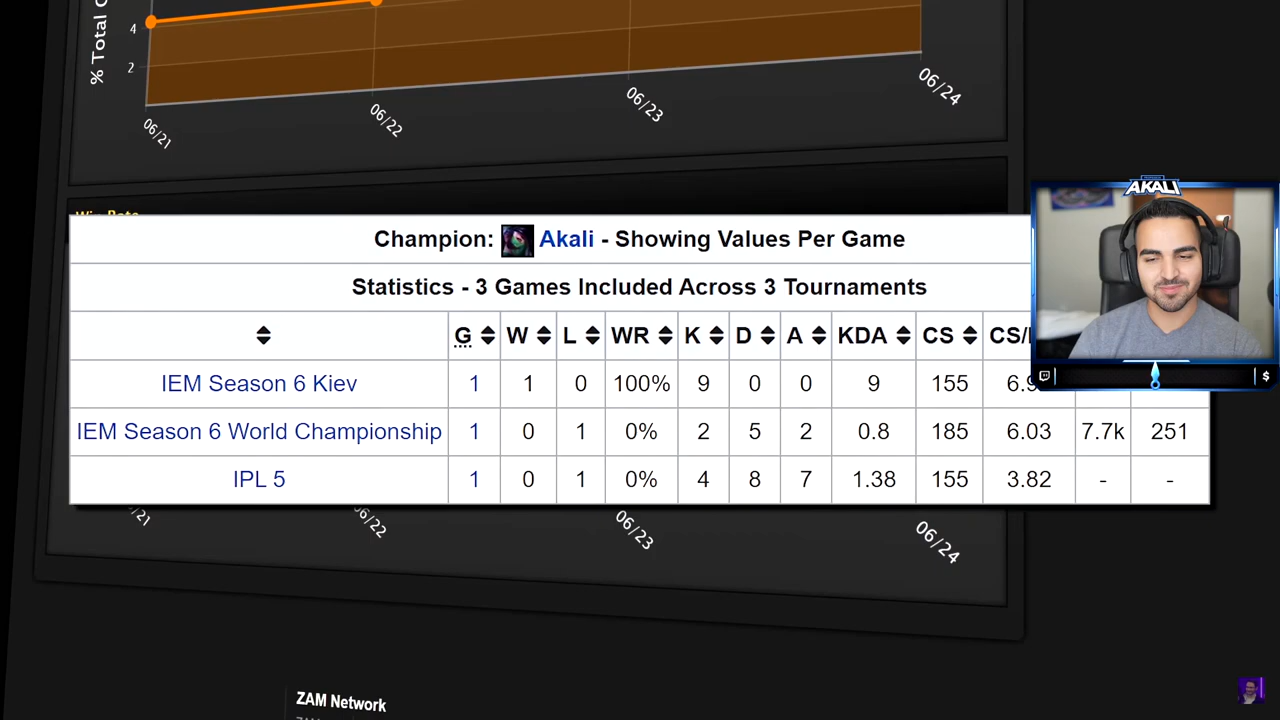 % Total
4
2
06/21
06/22
06/23
06/24
AKALI
Champion: Akali - Showing Values Per Game
Statistics - 3 Games Included Across 3 Tournaments
G W L WR K D A KDA CS
IEM Season 6 Kiev 1 1 0 100% 9 0 0 9 155
IEM Season 6 World Championship 1 0 1 0% 2 5 2 0.8 185 6.03 7.7k 251
IPL 5 1 0 1 0% 4 8 7 1.38 155 3.82 - -
$
06/22
06/23
06/24
ZAM Network